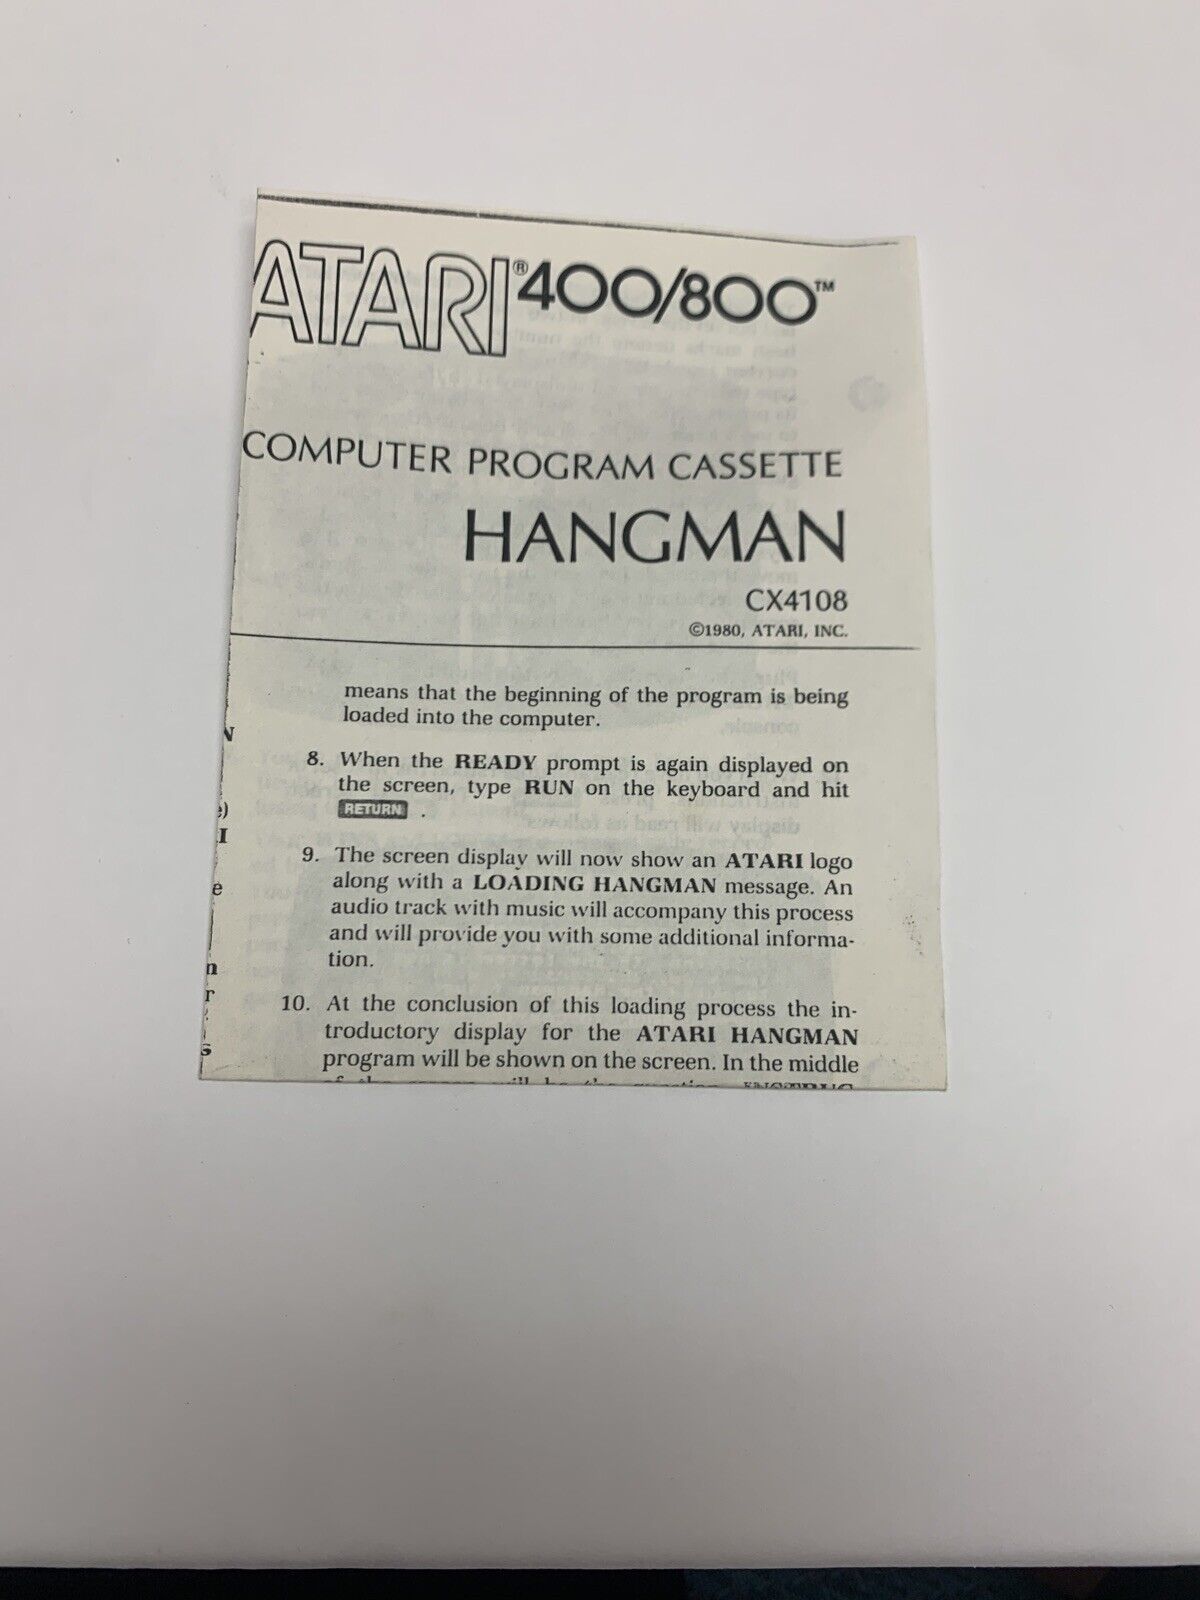 ATARI®400/800™
COMPUTER PROGRAM CASSETTE
HANGMAN
CX4108
©1980, ATARI, INC.
means that the beginning of the program is being
loaded into the computer.
8. When the READY prompt is again displayed on
the screen, type RUN on the keyboard and hit
RETURN .
9. The screen display will now show an ATARI logo
along with a LOADING HANGMAN message. An
audio track with music will accompany this process
and will provide you with some additional informa-
tion.
10. At the conclusion of this loading process the in-
troductory display for the ATARI HANGMAN
program will be shown on the screen. In the middle